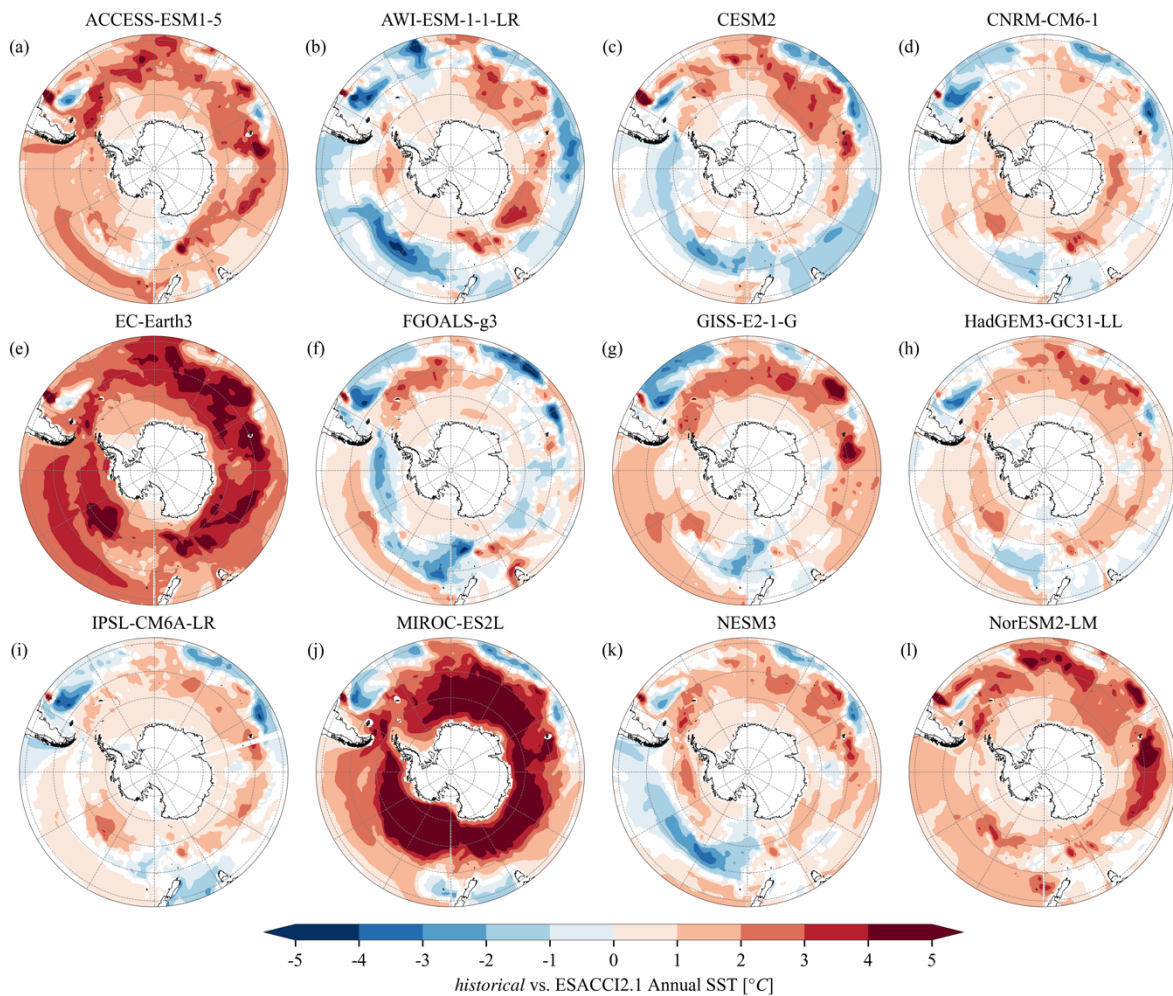 ACCESS-ESM1-5 AWI-ESM-1-1-LR CESM2 CNRM-CM6-1
(a) (b) (c) (d)
EC-Earth3 FGOALS-g3 GISS-E2-1-G HadGEM3-GC31-LL
(e) (f) (g) (h)
IPSL-CM6A-LR MIROC-ES2L NESM3 NorESM2-LM
(i) (j) (k) (l)
-5 -4 -3 -2 -1 0 1 2 3 4 5
historical vs. ESACCI2.1 Annual SST [°C]